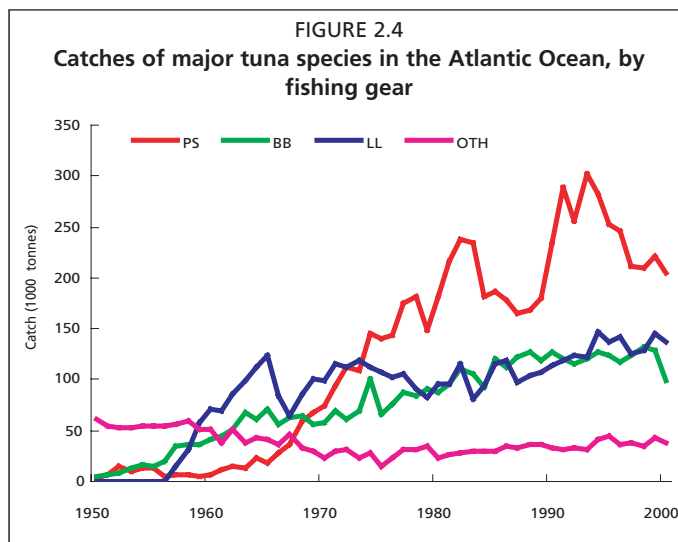 FIGURE 2.4
Catches of major tuna species in the Atlantic Ocean, by
fishing gear
350
300
250
200
150
100
50
0
Catch (1000 tonnes)
PS BB LL OTH
1950 1960 1970 1980 1990 2000